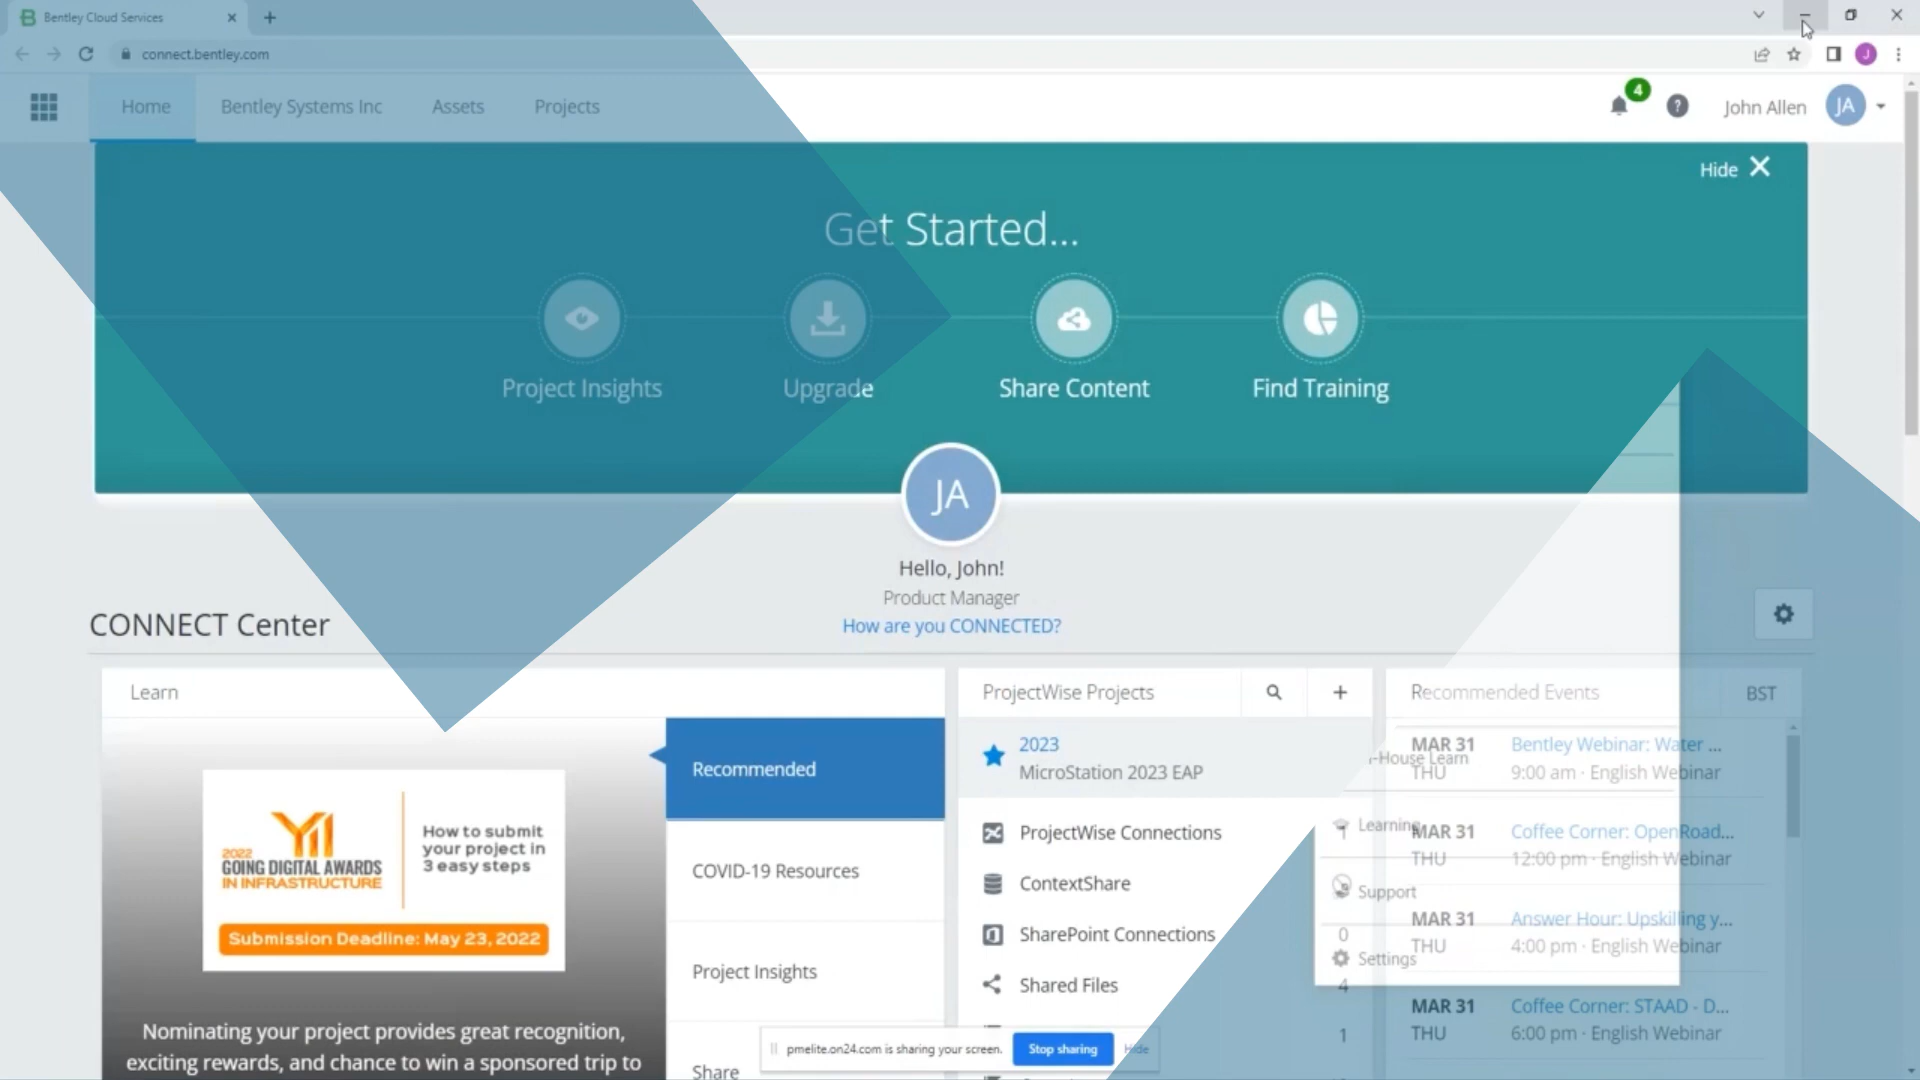 Bentley Cloud Services
connect.bentley.com
J
Home
Bentley Systems Inc
Assets
Projects
4
?
John Allen
JA
Hide
Get Started...
Project Insights
Upgrade
Share Content
Find Training
JA
Hello, John!
Product Manager
How are you CONNECTED?
CONNECT Center
Learn
2022
GOING DIGITAL AWARDS
IN INFRASTRUCTURE
How to submit
your project in
3 easy steps
Submission Deadline: May 23, 2022
Nominating your project provides great recognition,
exciting rewards, and chance to win a sponsored trip to
Recommended
COVID-19 Resources
Project Insights
Share
ProjectWise Projects
2023
MicroStation 2023 EAP
ProjectWise Connections
ContextShare
SharePoint Connections
0
Shared Files
4
1
-House Learn
Learning
Support
Settings
Recommended Events
BST
MAR 31
THU
Bentley Webinar: Water ...
9:00 am · English Webinar
MAR 31
THU
Coffee Corner: OpenRoad...
12:00 pm · English Webinar
MAR 31
THU
Answer Hour: Upskilling y...
4:00 pm · English Webinar
MAR 31
THU
Coffee Corner: STAAD - D...
6:00 pm · English Webinar
pmelite.on24.com is sharing your screen.
Stop sharing
Hide